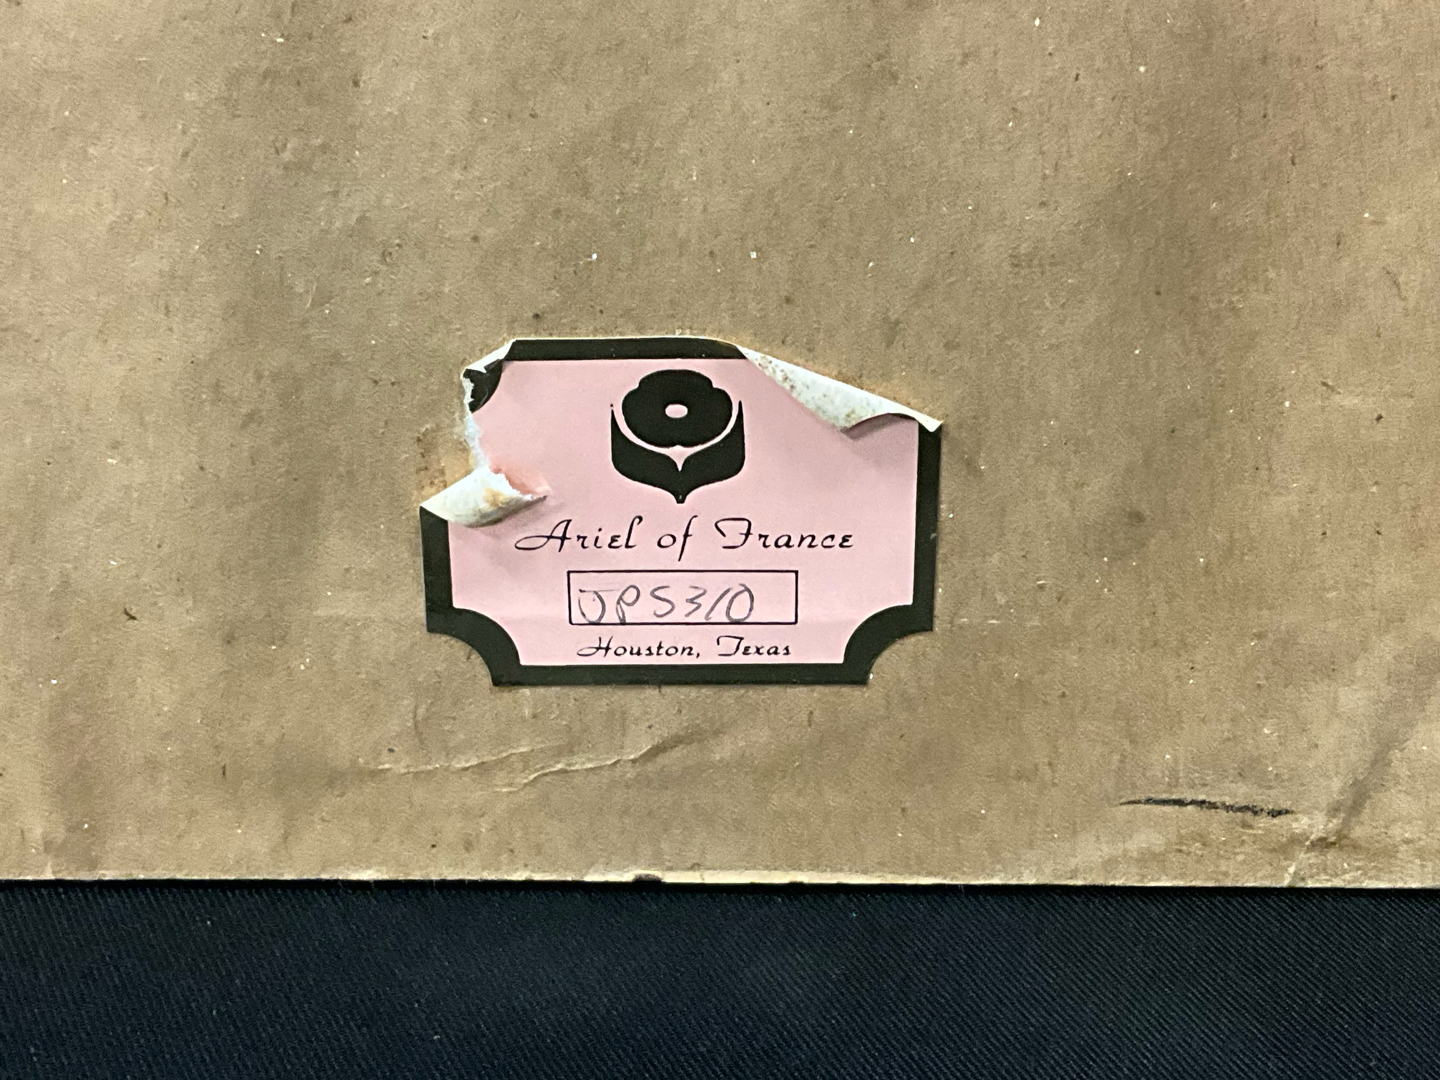 Ariel of France
JPS310
Houston, Texas